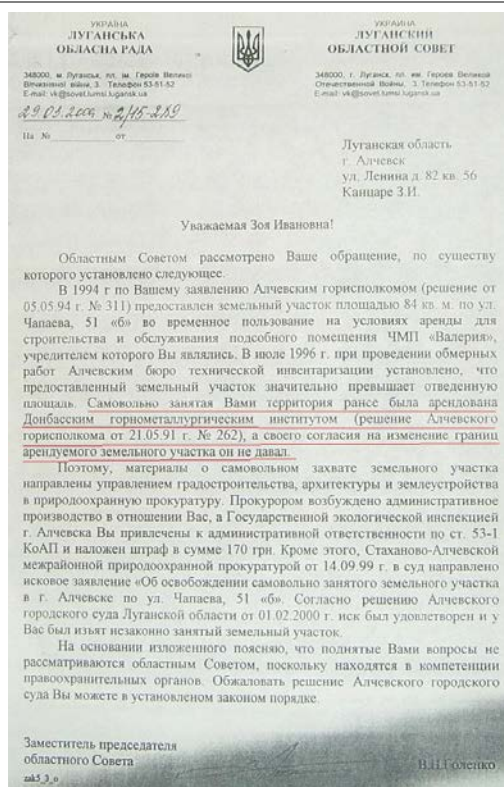 УКРАЇНА
ЛУГАНСЬКА
ОБЛАСНА РАДА
УКРАИНА
ЛУГАНСКИЙ
ОБЛАСТНОЙ СОВЕТ
348000, м. Луганськ, пл. ім. Героїв Великої
Вітчизняної війни, 3. Телефон 53-51-52
E-mail: vk@sovet.lumsi.lugansk.ua
348000, г. Луганск, пл. им. Героев Великой
Отечественной Войны, 3. Телефон 53-51-52
E-mail: vk@sovet.lumsi.lugansk.ua
29.03. № 2/15-289
На № от
Луганская область
г. Алчевск
ул. Ленина д. 82 кв. 56
Канцаре З.И.
Уважаемая Зоя Ивановна!
Областным Советом рассмотрено Ваше обращение, по существу
которого установлено следующее.
В 1994 г по Вашему заявлению Алчевским горисполкомом (решение от
05.05.94 г. № 311) предоставлен земельный участок площадью 84 кв. м. по ул.
Чапаева, 51 «б» во временное пользование на условиях аренды для
строительства и обслуживания подсобного помещения ЧМП «Валерия»,
учредителем которого Вы являлись. В июле 1996 г. при проведении обмерных
работ Алчевским бюро технической инвентаризации установлено, что
предоставленный земельный участок значительно превышает отведенную
площадь. Самовольно занятая Вами территория ранее была арендована
Донбасским горнометаллургическим институтом (решение Алчевского
горисполкома от 21.05.91 г. № 262), а своего согласия на изменение границ
арендуемого земельного участка он не давал.
Поэтому, материалы о самовольном захвате земельного участка
направлены управлением градостроительства, архитектуры и землеустройства
в природоохранную прокуратуру. Прокурором возбуждено административное
производство в отношении Вас, а Государственной экологической инспекцией
г. Алчевска Вы привлечены к административной ответственности по ст. 53-1
КоАП и наложен штраф в сумме 170 грн. Кроме этого, Стаханово-Алчевской
межрайонной природоохранной прокуратурой от 14.09.99 г. в суд направлено
исковое заявление «Об освобождении самовольно занятого земельного участка
в г. Алчевске по ул. Чапаева, 51 «б». Согласно решению Алчевского
городского суда Луганской области от 01.02.2000 г. иск был удовлетворен и у
Вас был изъят незаконно занятый земельный участок.
На основании изложенного поясняю, что поднятые Вами вопросы не
рассматриваются областным Советом, поскольку находятся в компетенции
правоохранительных органов. Обжаловать решение Алчевского городского
суда Вы можете в установленом законом порядке.
Заместитель председателя
областного Совета
В.Н.Голенко
zak5_3_о